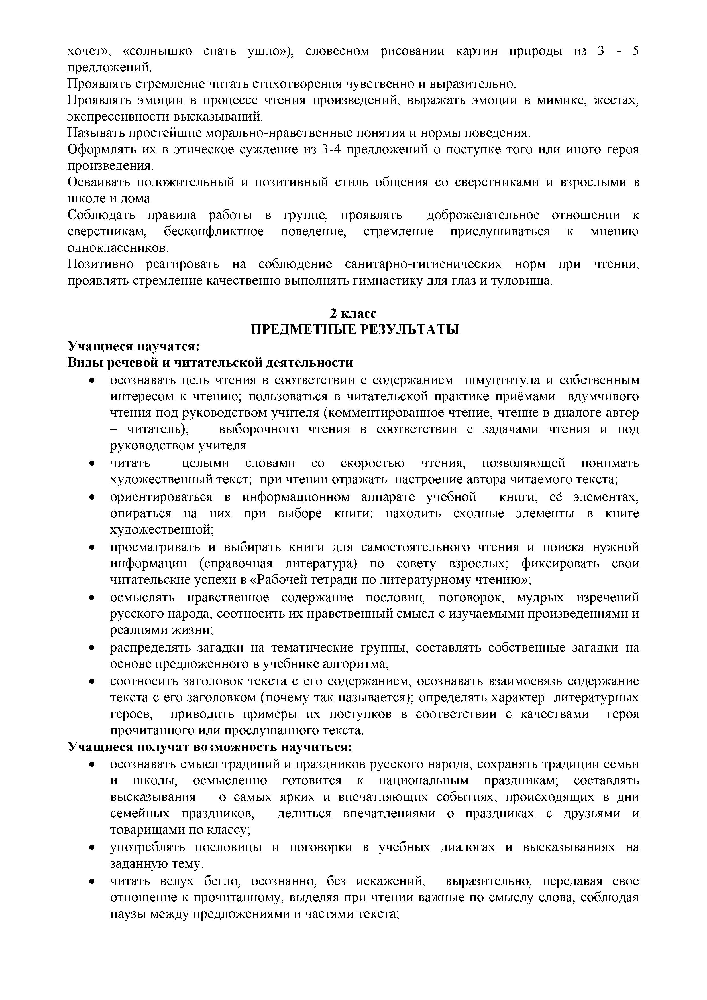 хочет», «солнышко спать ушло»), словесном рисовании картин природы из 3 - 5
предложений.
Проявлять стремление читать стихотворения чувственно и выразительно.
Проявлять эмоции в процессе чтения произведений, выражать эмоции в мимике, жестах,
экспрессивности высказываний.
Называть простейшие морально-нравственные понятия и нормы поведения.
Оформлять их в этическое суждение из 3-4 предложений о поступке того или иного героя
произведения.
Осваивать положительный и позитивный стиль общения со сверстниками и взрослыми в
школе и дома.
Соблюдать правила работы в группе, проявлять доброжелательное отношении к
сверстникам, бесконфликтное поведение, стремление прислушиваться к мнению
одноклассников.
Позитивно реагировать на соблюдение санитарно-гигиенических норм при чтении,
проявлять стремление качественно выполнять гимнастику для глаз и туловища.
2 класс
ПРЕДМЕТНЫЕ РЕЗУЛЬТАТЫ
Учащиеся научатся:
Виды речевой и читательской деятельности
• осознавать цель чтения в соответствии с содержанием шмуцтитула и собственным
интересом к чтению; пользоваться в читательской практике приёмами вдумчивого
чтения под руководством учителя (комментированное чтение, чтение в диалоге автор
– читатель); выборочного чтения в соответствии с задачами чтения и под
руководством учителя
• читать целыми словами со скоростью чтения, позволяющей понимать
художественный текст; при чтении отражать настроение автора читаемого текста;
• ориентироваться в информационном аппарате учебной книги, её элементах,
опираться на них при выборе книги; находить сходные элементы в книге
художественной;
• просматривать и выбирать книги для самостоятельного чтения и поиска нужной
информации (справочная литература) по совету взрослых; фиксировать свои
читательские успехи в «Рабочей тетради по литературному чтению»;
• осмыслять нравственное содержание пословиц, поговорок, мудрых изречений
русского народа, соотносить их нравственный смысл с изучаемыми произведениями и
реалиями жизни;
• распределять загадки на тематические группы, составлять собственные загадки на
основе предложенного в учебнике алгоритма;
• соотносить заголовок текста с его содержанием, осознавать взаимосвязь содержание
текста с его заголовком (почему так называется); определять характер литературных
героев, приводить примеры их поступков в соответствии с качествами героя
прочитанного или прослушанного текста.
Учащиеся получат возможность научиться:
• осознавать смысл традиций и праздников русского народа, сохранять традиции семьи
и школы, осмысленно готовится к национальным праздникам; составлять
высказывания о самых ярких и впечатляющих событиях, происходящих в дни
семейных праздников, делиться впечатлениями о праздниках с друзьями и
товарищами по классу;
• употреблять пословицы и поговорки в учебных диалогах и высказываниях на
заданную тему.
• читать вслух бегло, осознанно, без искажений, выразительно, передавая своё
отношение к прочитанному, выделяя при чтении важные по смыслу слова, соблюдая
паузы между предложениями и частями текста;